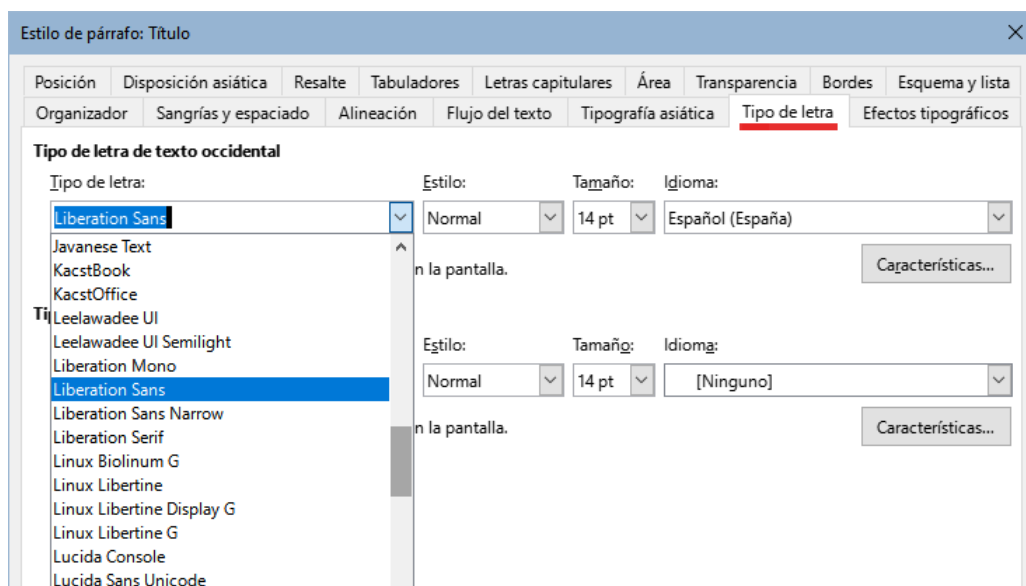 Estilo de párrafo: Título
Posición Disposición asiática Resalte Tabuladores Letras capitulares Área Transparencia Bordes Esquema y lista
Organizador Sangrías y espaciado Alineación Flujo del texto Tipografía asiática Tipo de letra Efectos tipográficos
Tipo de letra de texto occidental
Tipo de letra: Estilo: Tamaño: Idioma:
Liberation Sans Normal 14 pt Español (España)
Javanese Text
KacstBook n la pantalla. Características...
KacstOffice
Leelawadee UI
Leelawadee UI Semilight Estilo: Tamaño: Idioma:
Liberation Mono
Liberation Sans Normal 14 pt [Ninguno]
Liberation Sans Narrow
Liberation Serif n la pantalla. Características...
Linux Biolinum G
Linux Libertine
Linux Libertine Display G
Linux Libertine G
Lucida Console
Lucida Sans Unicode